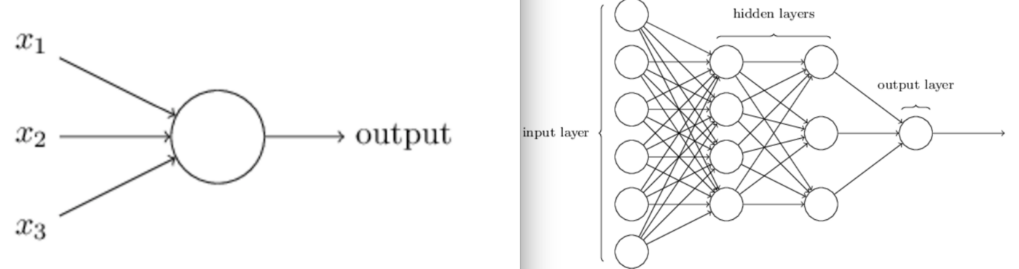 x₁
x₂
x₃
output
hidden layers
output layer
input layer